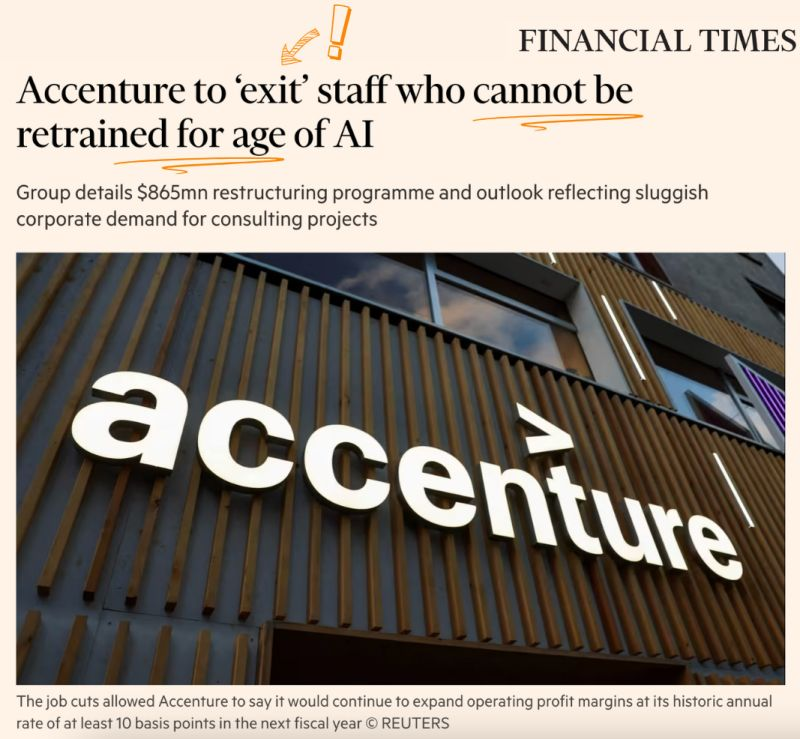 FINANCIAL TIMES
Accenture to ‘exit’ staff who cannot be
retrained for age of AI
Group details $865mn restructuring programme and outlook reflecting sluggish
corporate demand for consulting projects
accenture
The job cuts allowed Accenture to say it would continue to expand operating profit margins at its historic annual
rate of at least 10 basis points in the next fiscal year © REUTERS